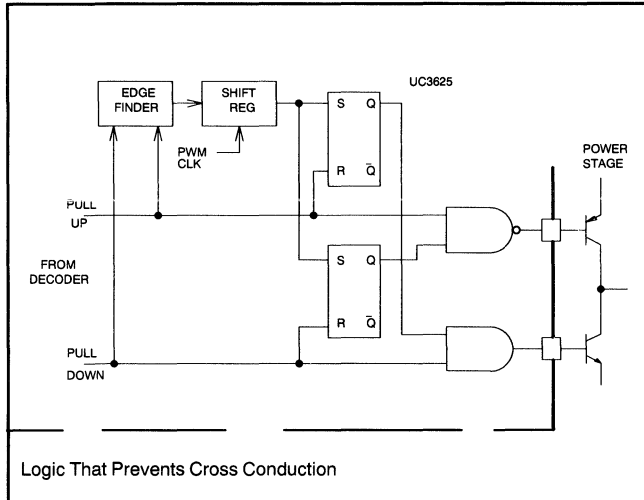 EDGE
FINDER
SHIFT
REG
UC3625
S Q
R Q̅
PWM
CLK
POWER
STAGE
PULL
UP
FROM
DECODER
S Q
R Q̅
PULL
DOWN
Logic That Prevents Cross Conduction